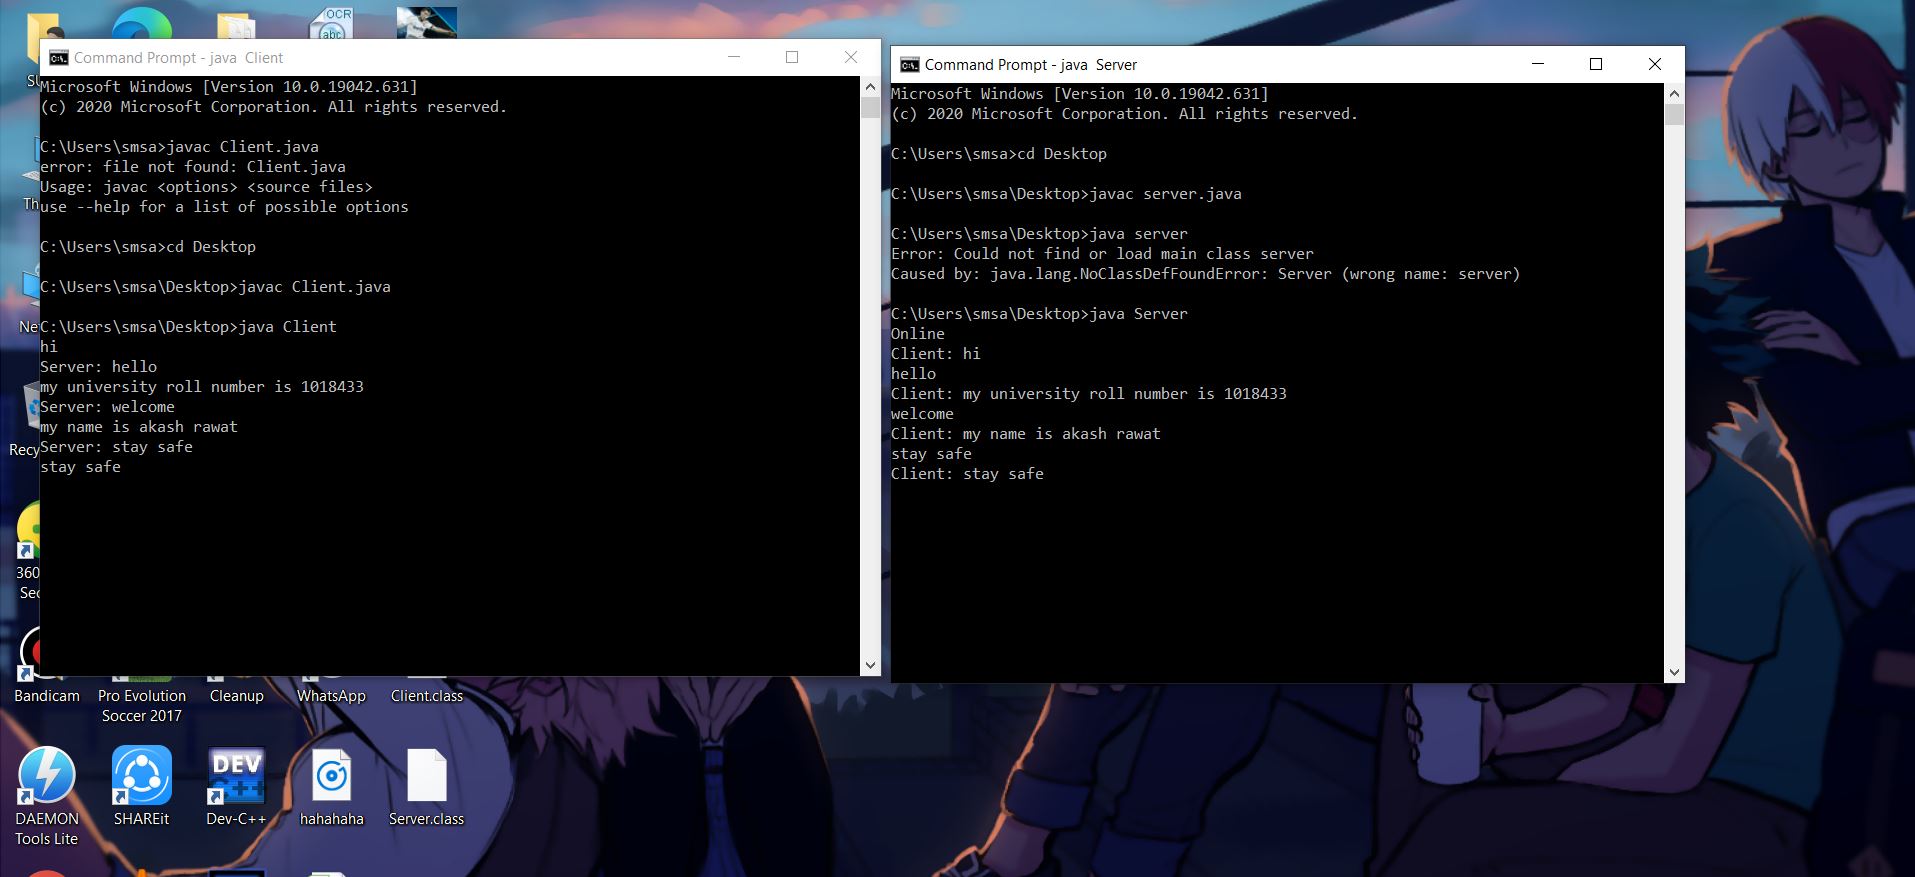 OCR
abc
Command Prompt - java  Client
Microsoft Windows [Version 10.0.19042.631]
(c) 2020 Microsoft Corporation. All rights reserved.
C:\Users\smsa>javac Client.java
error: file not found: Client.java
Usage: javac <options> <source files>
use --help for a list of possible options
C:\Users\smsa>cd Desktop
C:\Users\smsa\Desktop>javac Client.java
C:\Users\smsa\Desktop>java Client
hi
Server: hello
my university roll number is 1018433
Server: welcome
my name is akash rawat
Server: stay safe
stay safe
Command Prompt - java  Server
Microsoft Windows [Version 10.0.19042.631]
(c) 2020 Microsoft Corporation. All rights reserved.
C:\Users\smsa>cd Desktop
C:\Users\smsa\Desktop>javac server.java
C:\Users\smsa\Desktop>java server
Error: Could not find or load main class server
Caused by: java.lang.NoClassDefFoundError: Server (wrong name: server)
C:\Users\smsa\Desktop>java Server
Online
Client: hi
hello
Client: my university roll number is 1018433
welcome
Client: my name is akash rawat
stay safe
Client: stay safe
360
Bandicam
Pro Evolution
Soccer 2017
Cleanup
WhatsApp
Client.class
DEV
C++
DAEMON
Tools Lite
SHAREit
Dev-C++
hahahaha
Server.class